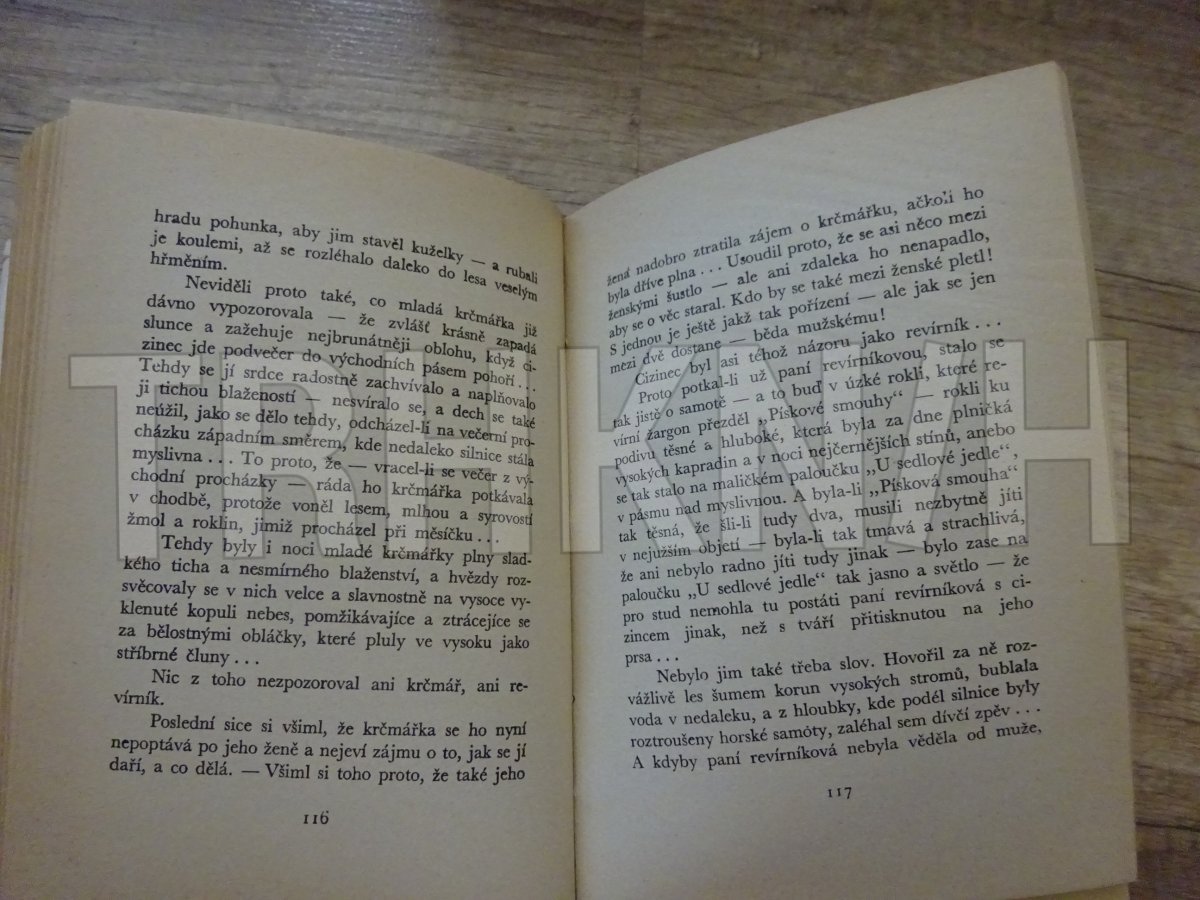 hradu pohunka, aby jim stavěl kuželky — a rubali
je koulemi, až se rozléhalo daleko do lesa veselým
hřměním.
Neviděli proto také, co mladá krčmářka již
dávno vypozorovala — že zvlášť krásně zapadá
slunce a zažehuje nejbrunátněji oblohu, když ci-
zinec jde podvečer do východních pásem pohoří...
Tehdy se jí srdce radostně zachvívalo a naplňovalo
ji tichou blažeností — nesvíralo se, a dech se také
neúžil, jako se dělo tehdy, odcházel-li na večerní pro-
cházku západním směrem, kde nedaleko silnice stála
myslivna... To proto, že — vracel-li se večer z vý-
chodní procházky — ráda ho krčmářka potkávala
v chodbě, protože voněl lesem, mlhou a syrovostí
žmol a roklin, jimiž procházel při měsíčku...
Tehdy byly i noci mladé krčmářky plny slad-
kého ticha a nesmírného blaženství, a hvězdy roz-
svěcovaly se v nich velce a slavnostně na vysoce vy-
klenuté kopuli nebes, pomžikávajíce a ztrácejíce se
za bělostnými obláčky, které pluly ve vysoku jako
stříbrné čluny...
Nic z toho nezpozoroval ani krčmář, ani re-
vírník.
Poslední sice si všiml, že krčmářka se ho nyní
nepoptává po jeho ženě a nejeví zájmu o to, jak se jí
daří, a co dělá. — Všiml si toho proto, že také jeho
116
žena nadobro ztratila zájem o krčmářku, ačkoli ho
byla dříve plna... Usoudil proto, že se asi něco mezi
ženskými šustlo — ale ani zdaleka ho nenapadlo,
aby se o věc staral. Kdo by se také mezi ženské pletl!
S jednou je ještě jakž tak pořízení — ale jak se jen
mezi dvě dostane — běda mužskému!
Cizinec byl asi téhož názoru jako revírník...
Proto potkal-li už paní revírníkovou, stalo se
tak jistě o samotě — a to buď v úzké rokli, které re-
vírní žargon přezděl „Pískové smouhy“ — rokli ku
podivu těsné a hluboké, která byla za dne plničká
vysokých kapradin a v noci nejčernějších stínů, anebo
se tak stalo na maličkém paloučku „U sedlové jedle“,
v pásmu nad myslivnou. A byla-li „Písková smouha“
tak těsná, že šli-li tudy dva, musili nezbytně jíti
v nejužším objetí — byla-li tak tmavá a strachlivá,
že ani nebylo radno jíti tudy jinak — bylo zase na
paloučku „U sedlové jedle“ tak jasno a světlo — že
pro stud nemohla tu postáti paní revírníková s ci-
zincem jinak, než s tváří přitisknutou na jeho
prsa...
Nebylo jim také třeba slov. Hovořil za ně roz-
vážlivě les šumem korun vysokých stromů, bublala
voda v nedaleku, a z hloubky, kde podél silnice byly
roztroušeny horské samóty, zaléhal sem dívčí zpěv...
A kdyby paní revírníková nebyla věděla od muže,
117
TRH KNIH